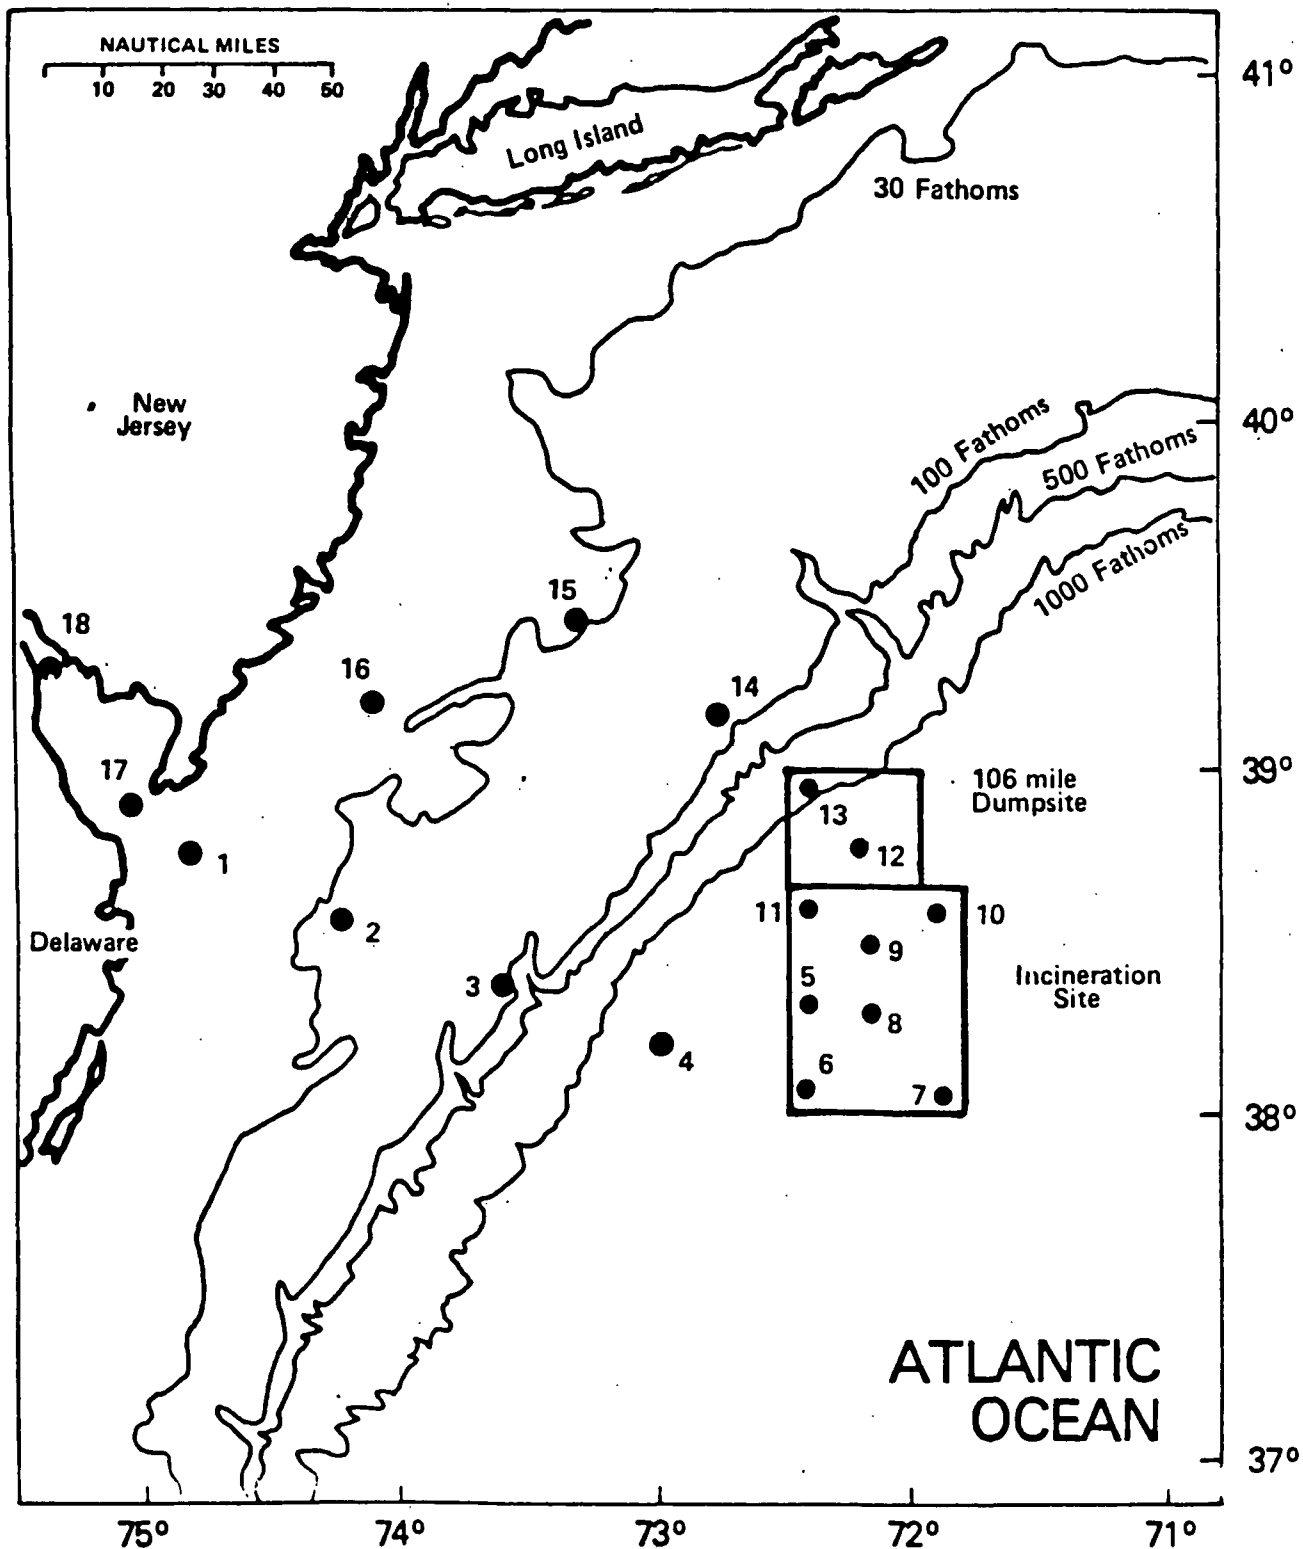 NAUTICAL MILES
10 20 30 40 50
41°
Long Island
30 Fathoms
New
Jersey
40°
100 Fathoms
500 Fathoms
1000 Fathoms
15
18
16
14
17
39°
106 mile
Dumpsite
13
12
1
11
10
2
Delaware
9
3
5
Incineration
Site
8
4
6
7
38°
ATLANTIC
OCEAN
37°
75° 74° 73° 72° 71°